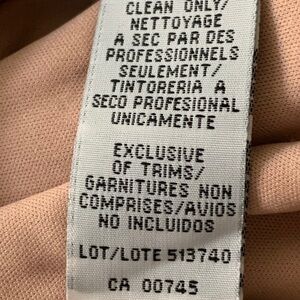 CLEAN ONLY/
NETTOYAGE
A SEC PAR DES
PROFESSIONNELS
SEULEMENT/
TINTORERIA A
SECO PROFESIONAL
UNICAMENTE
EXCLUSIVE
OF TRIMS/
GARNITURES NON
COMPRISES/AVIOS
NO INCLUIDOS
LOT/LOTE 513740
CA 00745